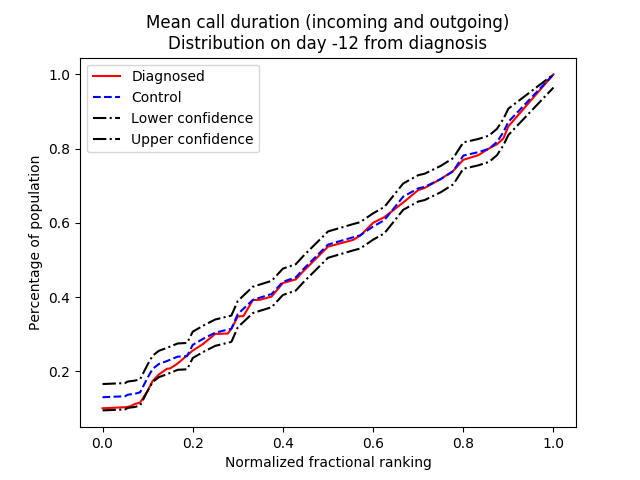 Mean call duration (incoming and outgoing)
Distribution on day -12 from diagnosis
Diagnosed
Control
Lower confidence
Upper confidence
1.0
0.8
0.6
0.4
0.2
Percentage of population
0.0 0.2 0.4 0.6 0.8 1.0
Normalized fractional ranking